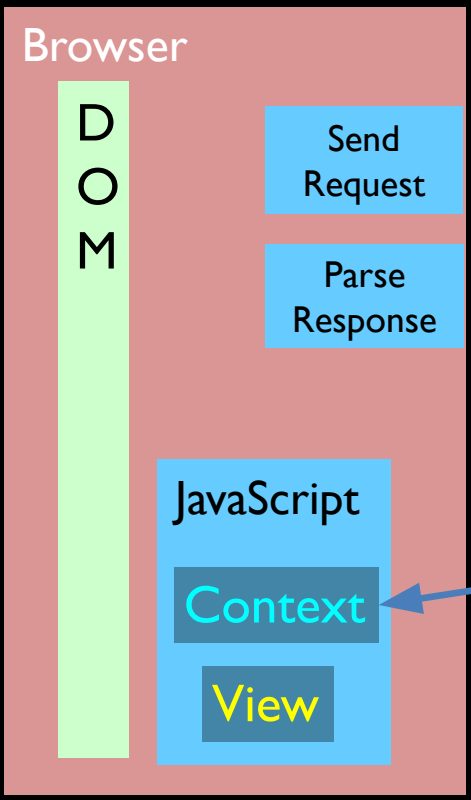 Browser
D
O
M
Send
Request
Parse
Response
JavaScript
Context
View